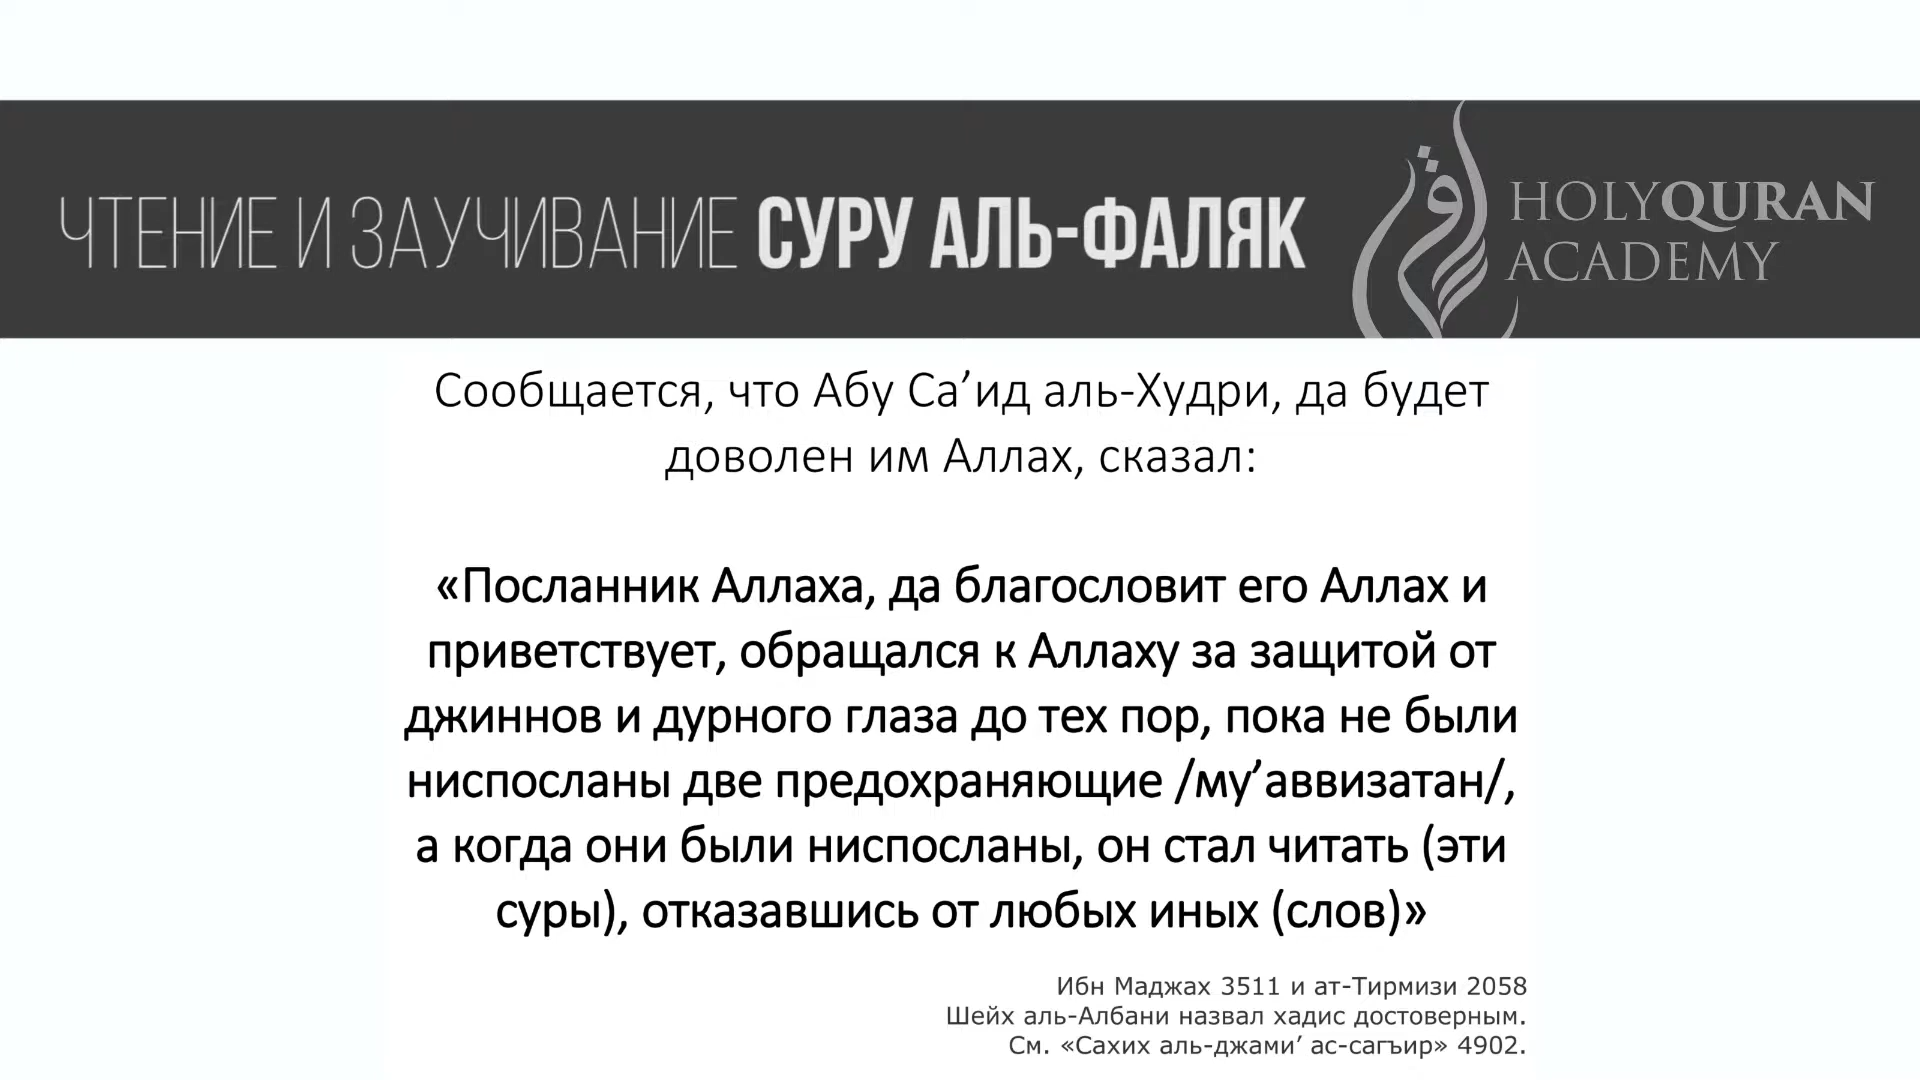 ЧТЕНИЕ И ЗАУЧИВАНИЕ СУРУ АЛЬ-ФАЛЯК
HOLYQURAN
ACADEMY
Сообщается, что Абу Са’ид аль-Худри, да будет
доволен им Аллах, сказал:
«Посланник Аллаха, да благословит его Аллах и
приветствует, обращался к Аллаху за защитой от
джиннов и дурного глаза до тех пор, пока не были
ниспосланы две предохраняющие /му’аввизатан/,
а когда они были ниспосланы, он стал читать (эти
суры), отказавшись от любых иных (слов)»
Ибн Маджах 3511 и ат-Тирмизи 2058
Шейх аль-Албани назвал хадис достоверным.
См. «Сахих аль-джами’ ас-сагъир» 4902.